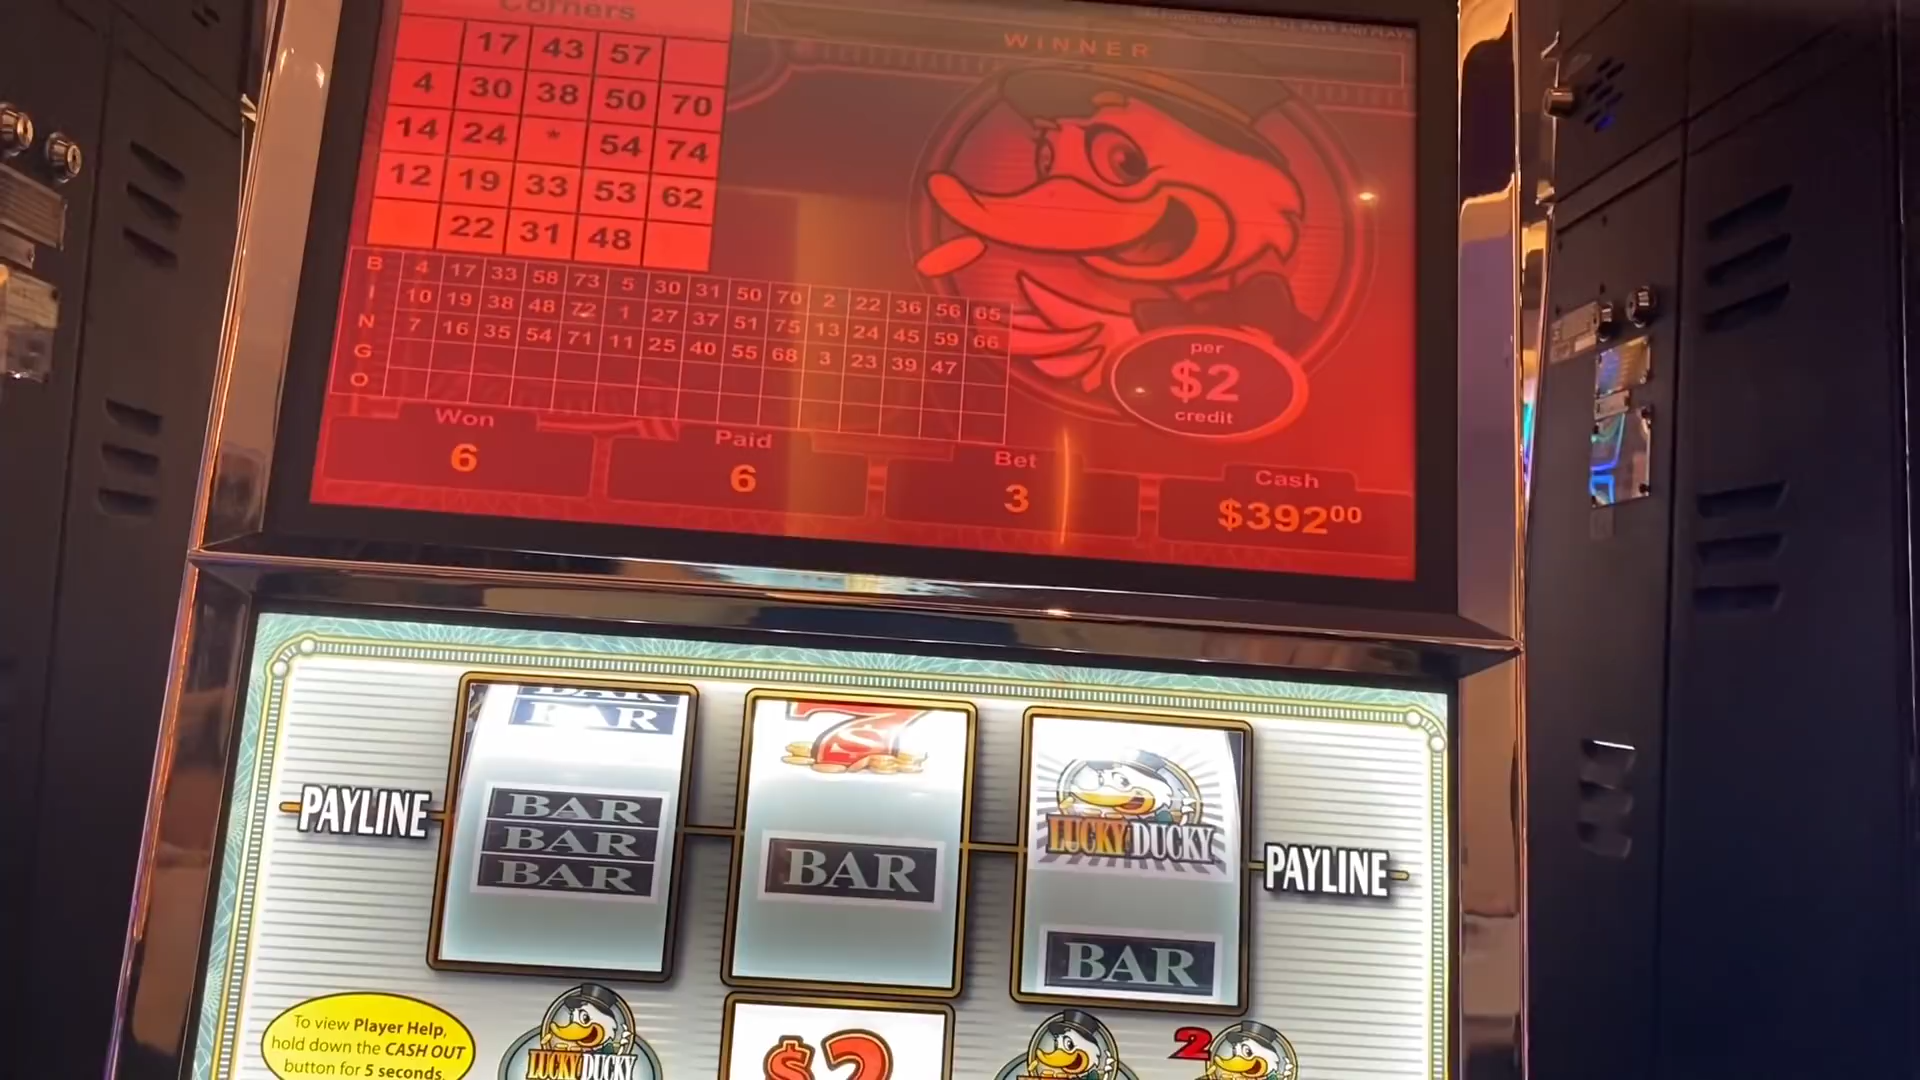 Corners
WINNER
17 43 57
4 30 38 50 70
14 24 * 54 74
12 19 33 53 62
22 31 48
B 4 17 33 58 73 5 30 31 50 70 2 22 36 56 65
I 10 19 38 48 72 1 27 37 51 75 13 24 45 59 66
N 7 16 35 54 71 11 25 40 55 68 3 23 39 47
G
O
per
$2
credit
Won
6
Paid
6
Bet
3
Cash
$39200
BAR
BAR
7
PAYLINE
BAR
BAR
BAR
BAR
LUCKY DUCKY
PAYLINE
BAR
To view Player Help,
hold down the CASH OUT
button for 5 seconds.
LUCKY DUCKY
$2
2